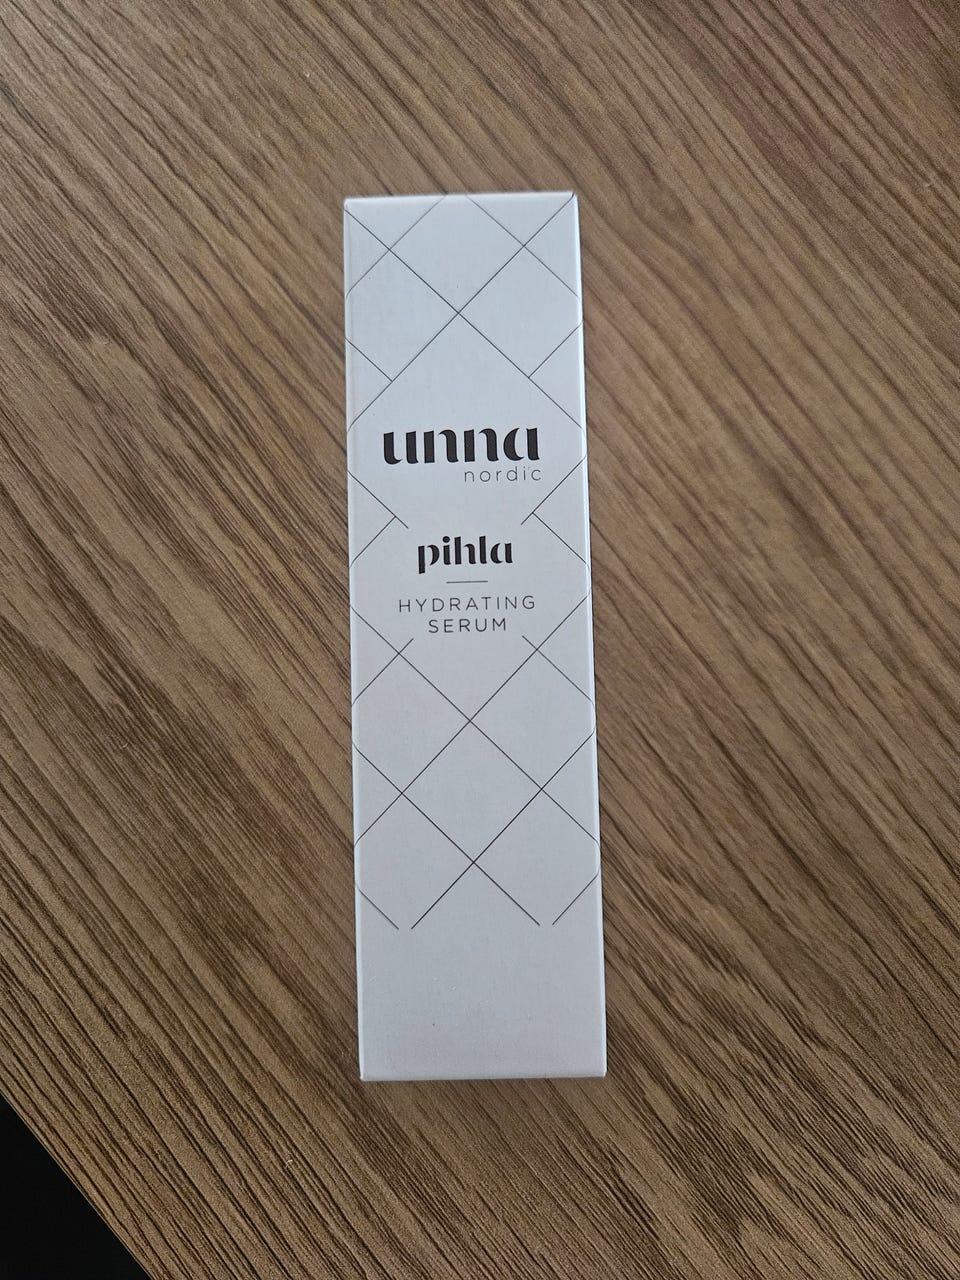 unna
nordic
pihla
HYDRATING
SERUM